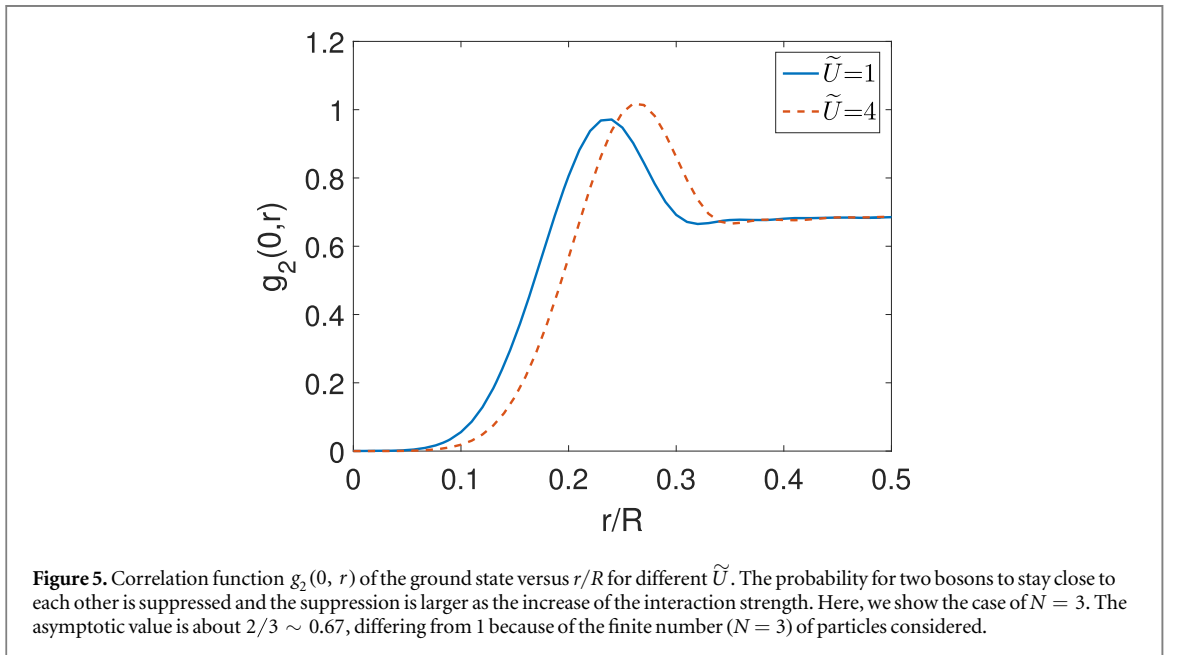 1.2
1
0.8
0.6
0.4
0.2
0
g₂(0,r)
Ũ=1
Ũ=4
0 0.1 0.2 0.3 0.4 0.5
r/R
Figure 5. Correlation function g₂(0, r) of the ground state versus r/R for different Ũ. The probability for two bosons to stay close to
each other is suppressed and the suppression is larger as the increase of the interaction strength. Here, we show the case of N = 3. The
asymptotic value is about 2/3 ∼ 0.67, differing from 1 because of the finite number (N = 3) of particles considered.